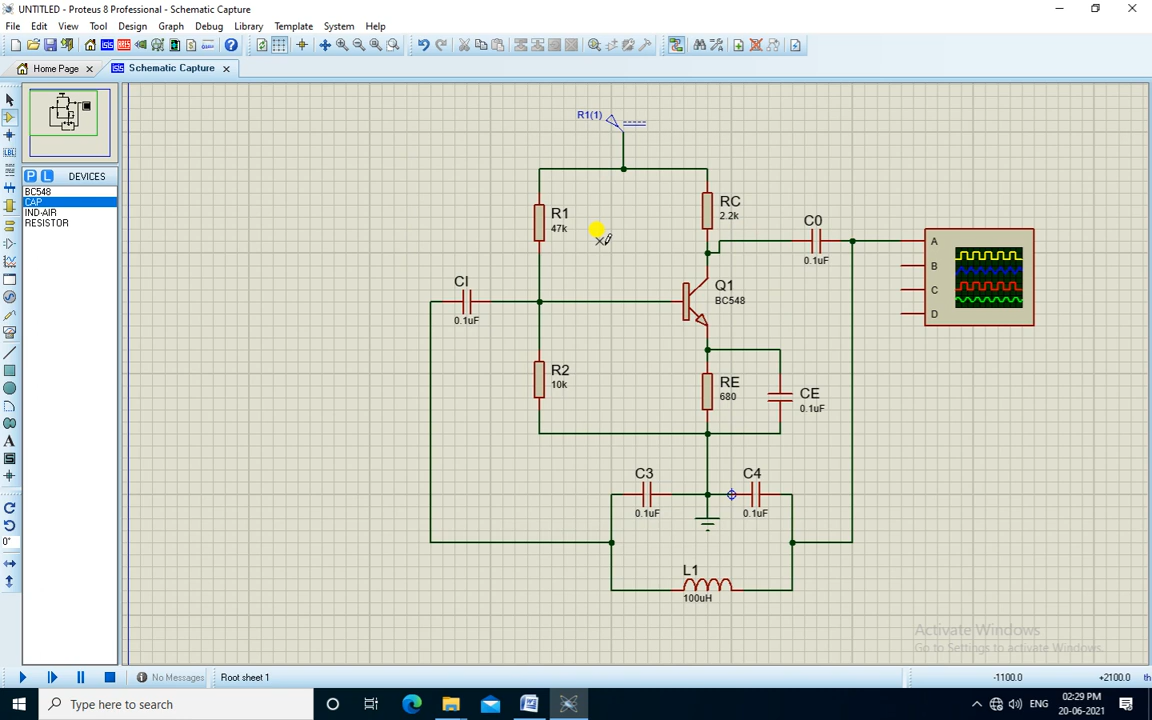 UNTITLED - Proteus 8 Professional - Schematic Capture
File Edit View Tool Design Graph Debug Library Template System Help
Home Page Schematic Capture
LBL
P L DEVICES
BC548
CAP
IND-AIR
RESISTOR
A
0°
R1(1)
R1
47k
RC
2.2k
C0
0.1uF
CI
0.1uF
Q1
BC548
R2
10k
RE
680
CE
0.1uF
C3
0.1uF
C4
0.1uF
L1
100uH
A
B
C
D
Activate Windows
Go to Settings to activate Windows.
No Messages Root sheet 1 -1100.0 +2100.0 th
Type here to search
ENG
02:29 PM
20-06-2021